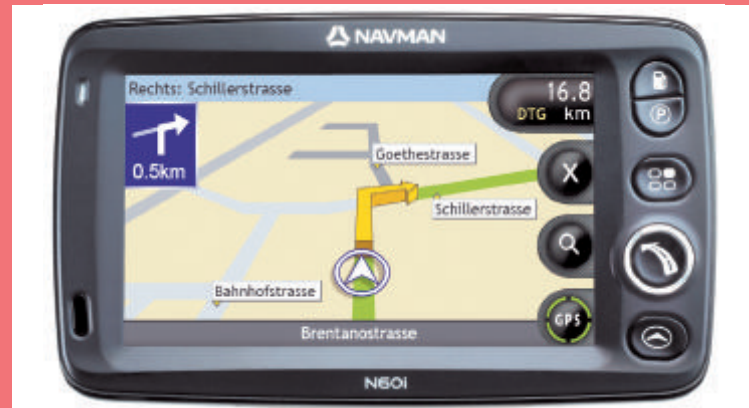 NAVMAN
Rechts: Schillerstrasse
16.8
DTG km
0.5km
Goethestrasse
X
Schillerstrasse
Bahnhofstrasse
GPS
Brentanostrasse
N60i
P